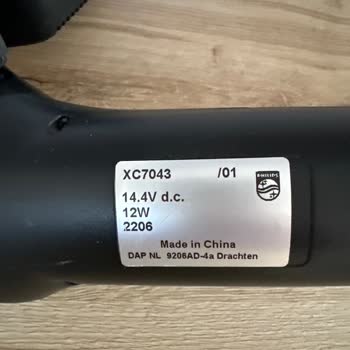 XC7043 /01
PHILIPS
14.4V d.c.
12W
2206
Made in China
DAP NL 9206AD-4a Drachten